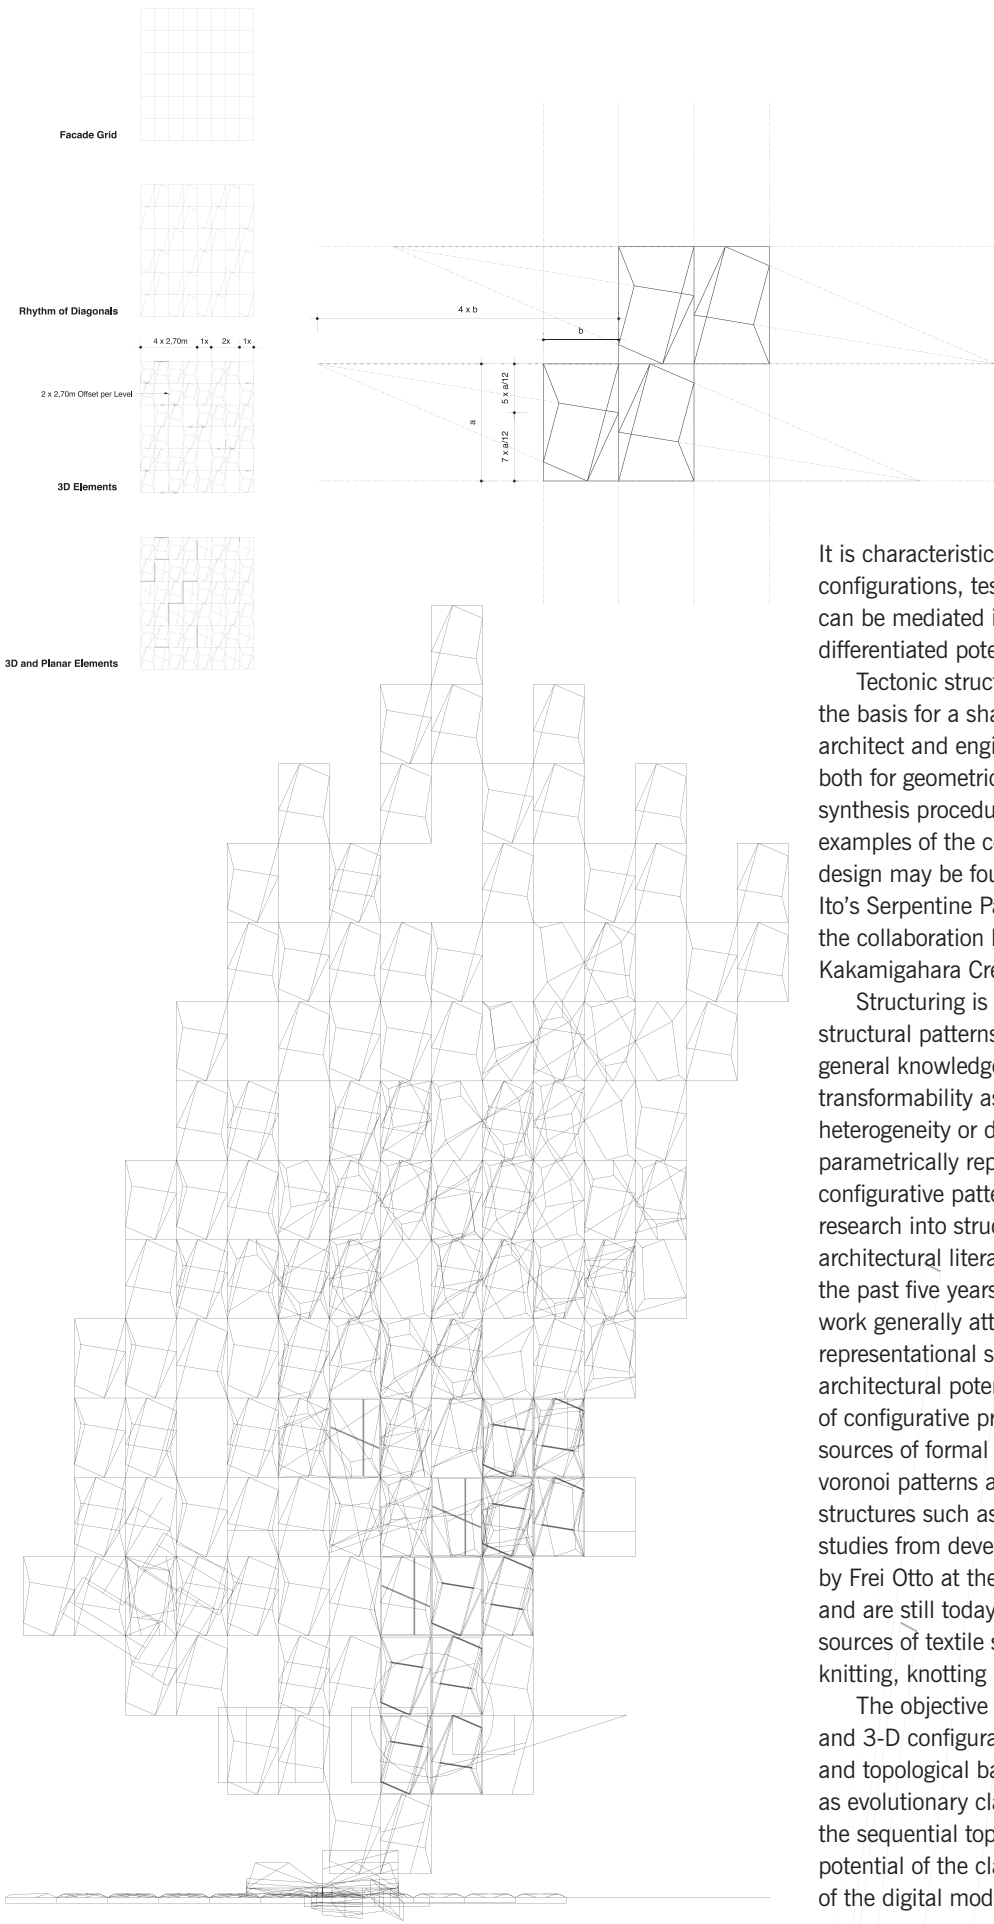 Facade Grid
Rhythm of Diagonals
4 x 2,70m 1x 2x 1x
2 x 2,70m Offset per Level
3D Elements
3D and Planar Elements
4 x b
b
a
5 x a/12
7 x a/12
It is characteristic
configurations, tes
can be mediated i
differentiated pote
Tectonic struct
the basis for a sha
architect and engi
both for geometric
synthesis procedu
examples of the c
design may be fou
Ito’s Serpentine Pa
the collaboration
Kakamigahara Cre
Structuring is
structural patterns
general knowledge
transformability as
heterogeneity or d
parametrically rep
configurative patte
research into struc
architectural litera
the past five years
work generally att
representational s
architectural poten
of configurative pr
sources of formal
voronoi patterns a
structures such as
studies from deve
by Frei Otto at the
and are still today
sources of textile s
knitting, knotting
The objective
and 3-D configura
and topological ba
as evolutionary cla
the sequential top
potential of the cla
of the digital mod